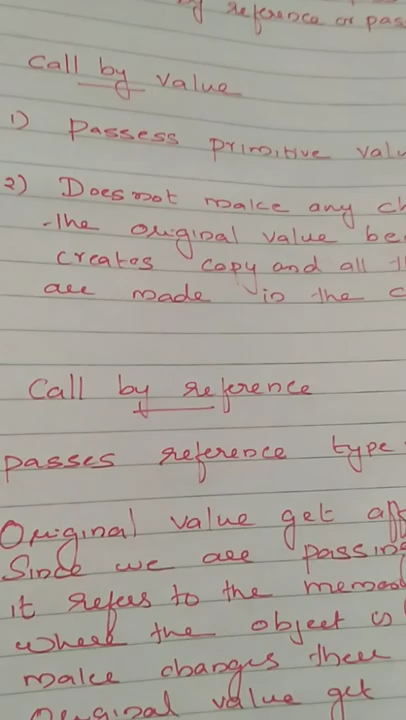 reference or pas
Call by value
1) Passess primitive valu
2) Does not make any ch
the original value be
creates copy and all th
are made in the c
Call by reference
passes reference type
Original value get aff
Since we are passing
it refers to the memo
where the object is
make changes there
original value get